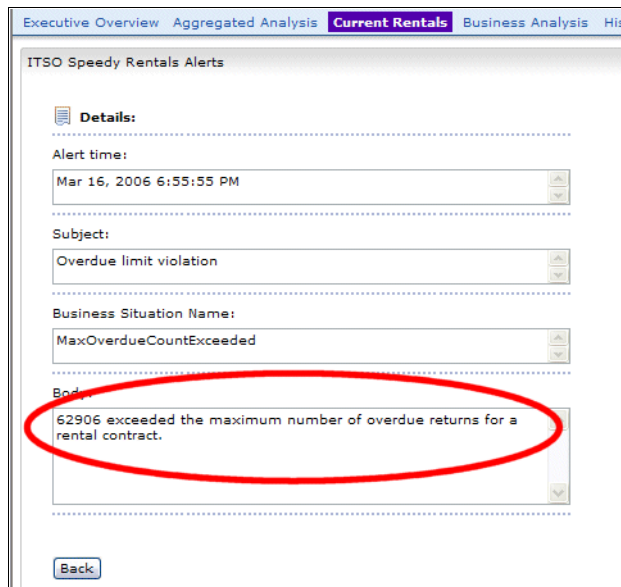 Executive Overview Aggregated Analysis Current Rentals Business Analysis His
ITSO Speedy Rentals Alerts
Details:
Alert time:
Mar 16, 2006 6:55:55 PM
Subject:
Overdue limit violation
Business Situation Name:
MaxOverdueCountExceeded
Body:
62906 exceeded the maximum number of overdue returns for a
rental contract.
Back